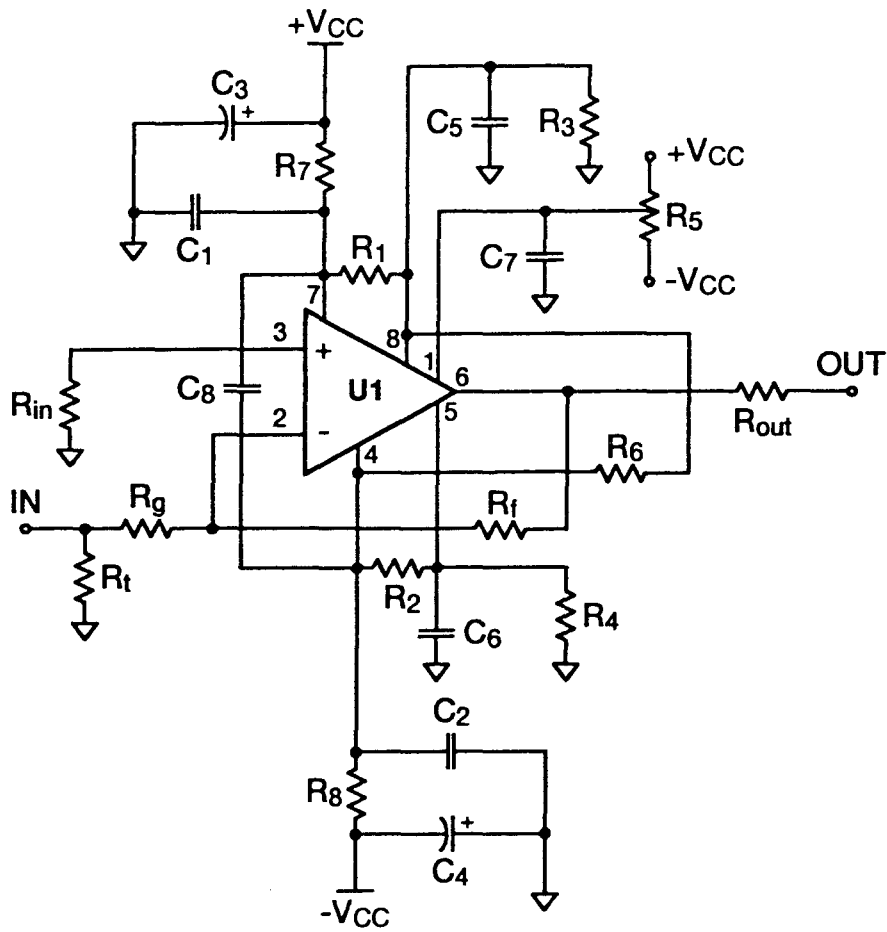 +VCC
C3
+
C5
R3
R7
+VCC
C1
R1
C7
R5
-VCC
7
3
8
1
+
6
OUT
Rin
C8
U1
5
Rout
2
-
4
R6
IN
Rg
Rf
Rt
R2
C6
R4
C2
R8
+
C4
-VCC